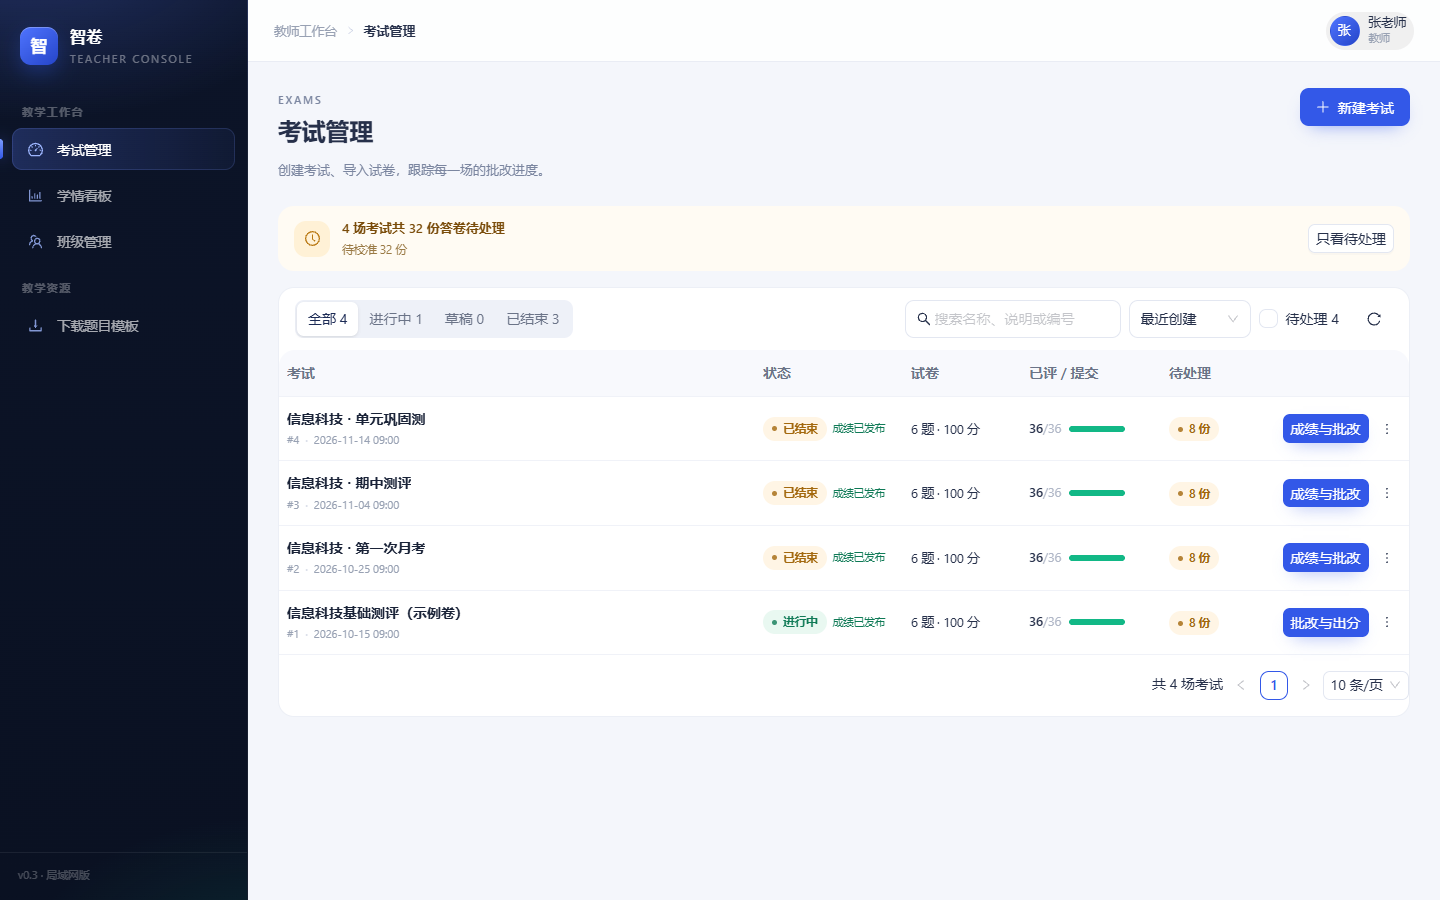 智
智卷
TEACHER CONSOLE
教学工作台
考试管理
学情看板
班级管理
教学资源
下载题目模板
v0.3 · 局域网版
教师工作台 > 考试管理
张
张老师
教师
EXAMS
考试管理
创建考试、导入试卷，跟踪每一场的批改进度。
+ 新建考试
4 场考试共 32 份答卷待处理
待校准 32 份
只看待处理
全部 4 进行中 1 草稿 0 已结束 3
搜索名称、说明或编号
最近创建
待处理 4
考试 状态 试卷 已评 / 提交 待处理
信息科技 · 单元巩固测
#4 · 2026-11-14 09:00
已结束 成绩已发布 6 题 · 100 分 36/36 8 份 成绩与批改
信息科技 · 期中测评
#3 · 2026-11-04 09:00
已结束 成绩已发布 6 题 · 100 分 36/36 8 份 成绩与批改
信息科技 · 第一次月考
#2 · 2026-10-25 09:00
已结束 成绩已发布 6 题 · 100 分 36/36 8 份 成绩与批改
信息科技基础测评（示例卷）
#1 · 2026-10-15 09:00
进行中 成绩已发布 6 题 · 100 分 36/36 8 份 批改与出分
共 4 场考试 < 1 > 10 条/页